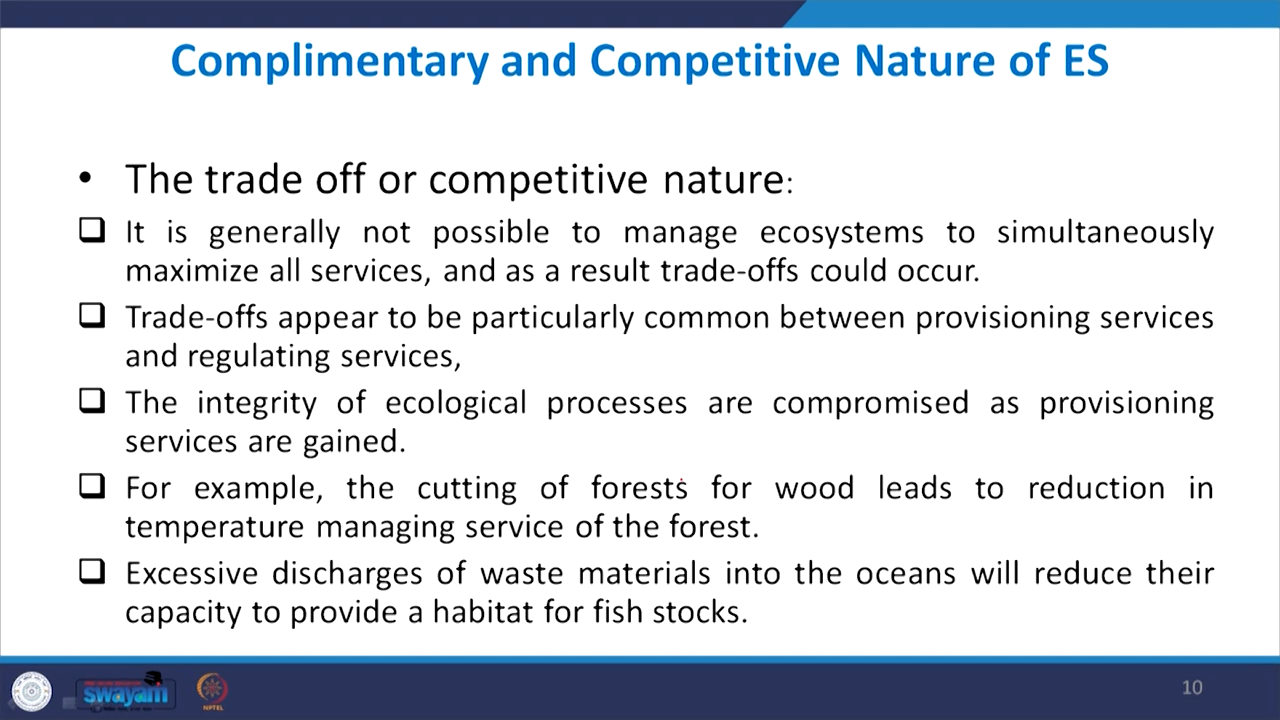 Complimentary and Competitive Nature of ES
• The trade off or competitive nature:
❑ It is generally not possible to manage ecosystems to simultaneously
maximize all services, and as a result trade-offs could occur.
❑ Trade-offs appear to be particularly common between provisioning services
and regulating services,
❑ The integrity of ecological processes are compromised as provisioning
services are gained.
❑ For example, the cutting of forests for wood leads to reduction in
temperature managing service of the forest.
❑ Excessive discharges of waste materials into the oceans will reduce their
capacity to provide a habitat for fish stocks.
swayam
NPTEL
10